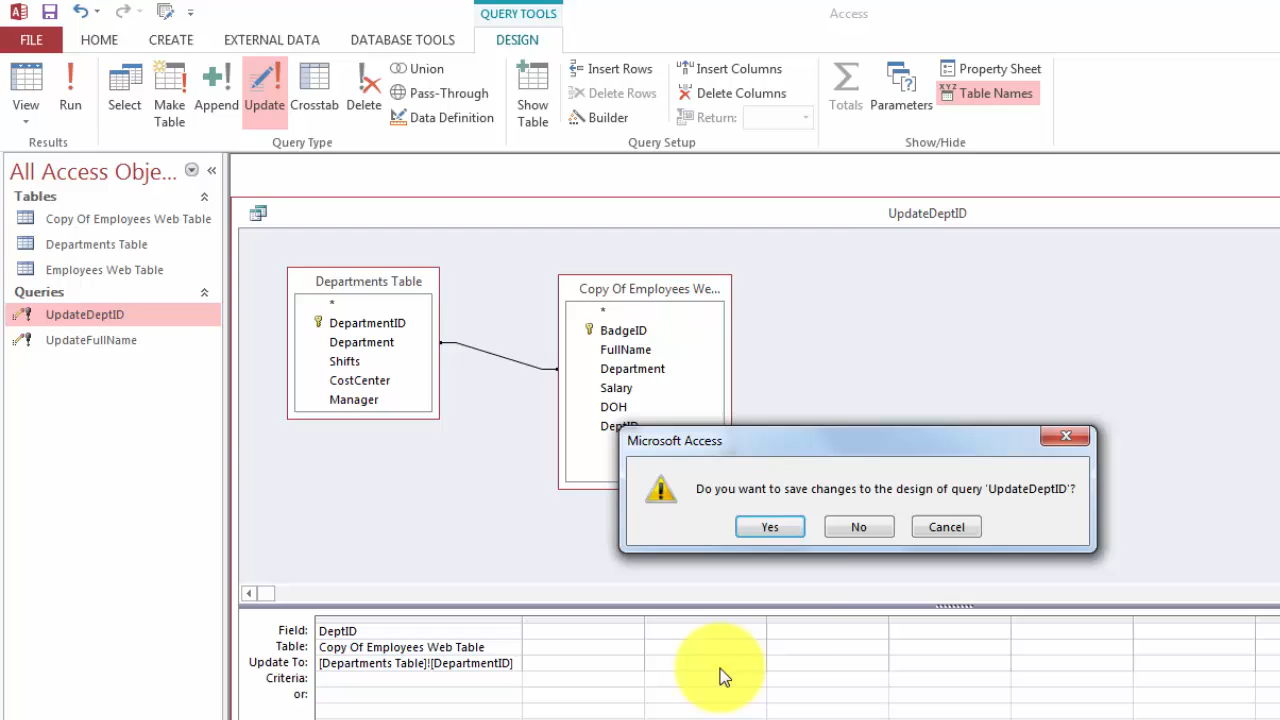 QUERY TOOLS
Access
FILE
HOME
CREATE
EXTERNAL DATA
DATABASE TOOLS
DESIGN
View
Run
Results
Select
Make Table
Append
Update
Crosstab
Delete
Union
Pass-Through
Data Definition
Query Type
Show Table
Insert Rows
Delete Rows
Builder
Insert Columns
Delete Columns
Return:
Query Setup
Totals
Parameters
Property Sheet
XYZ
Table Names
Show/Hide
All Access Obje...
Tables
Copy Of Employees Web Table
Departments Table
Employees Web Table
Queries
UpdateDeptID
UpdateFullName
UpdateDeptID
Departments Table
*
DepartmentID
Department
Shifts
CostCenter
Manager
Copy Of Employees We...
*
BadgeID
FullName
Department
Salary
DOH
DeptID
Microsoft Access
Do you want to save changes to the design of query 'UpdateDeptID'?
Yes
No
Cancel
Field: DeptID
Table: Copy Of Employees Web Table
Update To: [Departments Table]![DepartmentID]
Criteria:
or: